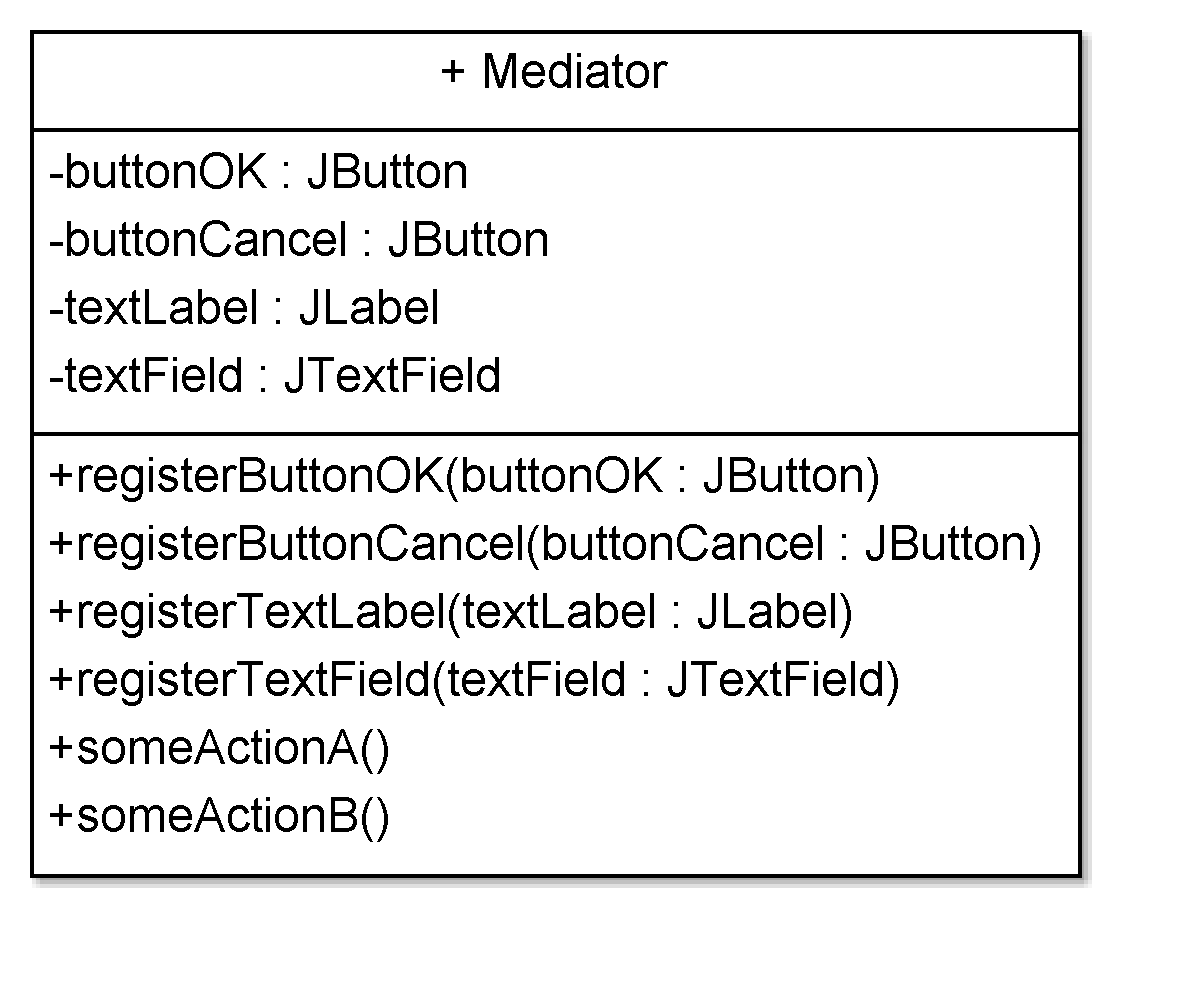 + Mediator
-buttonOK : JButton
-buttonCancel : JButton
-textLabel : JLabel
-textField : JTextField
+registerButtonOK(buttonOK : JButton)
+registerButtonCancel(buttonCancel : JButton)
+registerTextLabel(textLabel : JLabel)
+registerTextField(textField : JTextField)
+someActionA()
+someActionB()